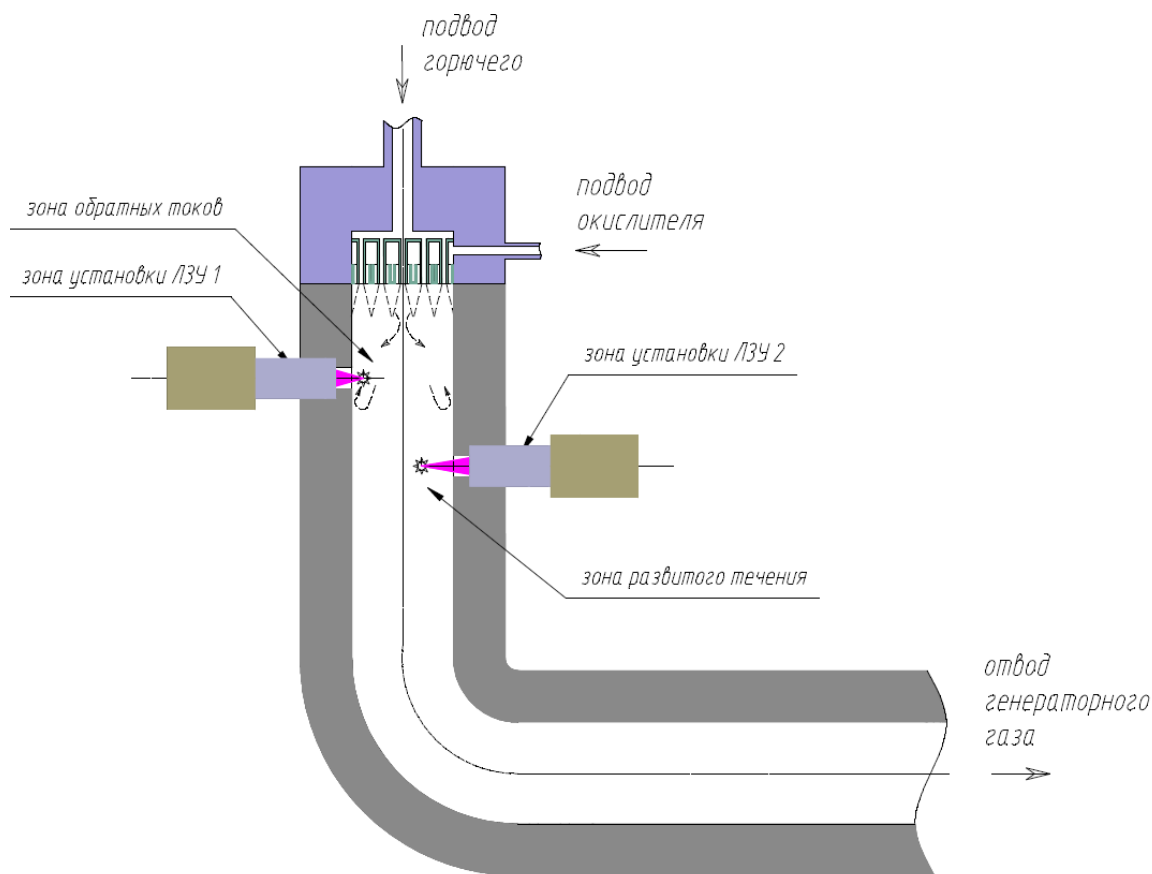 подвод
горючего
подвод
окислителя
зона обратных токов
зона установки ЛЗУ 1
зона установки ЛЗУ 2
зона развитого течения
отвод
генераторного
газа